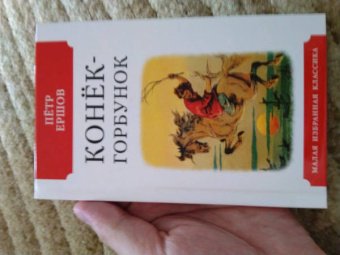 ПЁТР
ЕРШОВ
КОНЁК-
ГОРБУНОК
МАЛАЯ ИЗБРАННАЯ КЛАССИКА